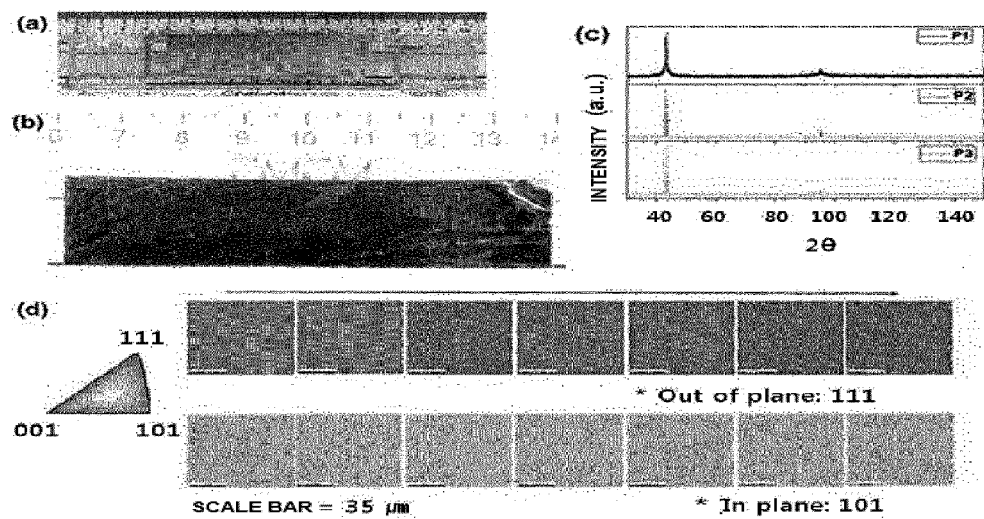 (a)
(b)
6 7 8 9 10 11 12 13 14
(c)
P1
P2
P3
INTENSITY (a.u.)
40 60 80 100 120 140
2Θ
(d)
111
001 101
* Out of plane: 111
SCALE BAR = 35 µm
* In plane: 101